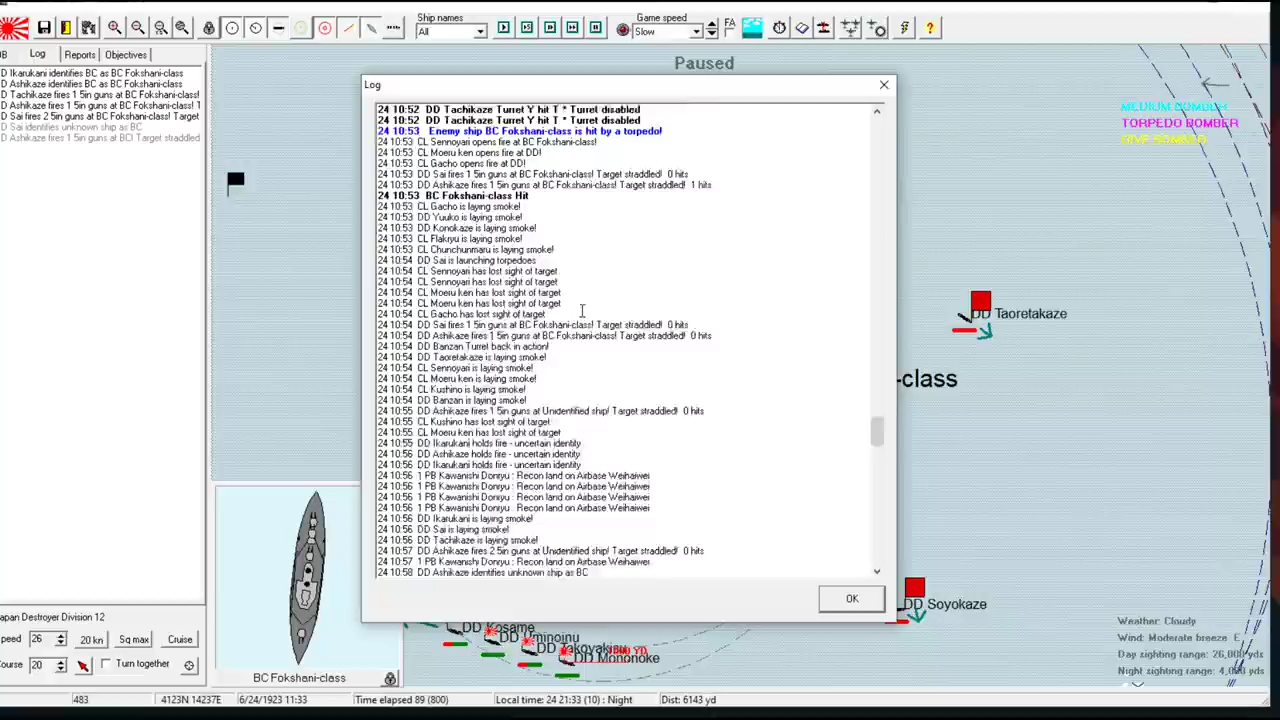 Ship names
Game speed
FA
All
Slow
DB
Log
Reports
Objectives
Paused
D Ikarukani identifies BC as BC Fokshani-class
D Ashikaze identifies BC as BC Fokshani-class
D Tachikaze fires 1 5in guns at BC Fokshani-class!
D Ashikaze fires 1 5in guns at BC Fokshani-class! 1
D Sai fires 2 5in guns at BC Fokshani-class! Target
D Sai identifies unknown ship as BC
D Ashikaze fires 1 5in guns at BC! Target straddled
Log
24 10:52 DD Tachikaze Turret Y hit T * Turret disabled
24 10:52 DD Tachikaze Turret Y hit T * Turret disabled
24 10:53 Enemy ship BC Fokshani-class is hit by a torpedo!
24 10:53 CL Sennoyari opens fire at BC Fokshani-class!
24 10:53 CL Moeru ken opens fire at DD!
24 10:53 CL Gacho opens fire at DD!
24 10:53 DD Sai fires 1 5in guns at BC Fokshani-class! Target straddled! 0 hits
24 10:53 DD Ashikaze fires 1 5in guns at BC Fokshani-class! Target straddled! 1 hits
24 10:53 BC Fokshani-class Hit
24 10:53 CL Gacho is laying smoke!
24 10:53 DD Yuuko is laying smoke!
24 10:53 DD Konokaze is laying smoke!
24 10:53 CL Flakryu is laying smoke!
24 10:53 CL Chunchunmaru is laying smoke!
24 10:54 DD Sai is launching torpedoes
24 10:54 CL Sennoyari has lost sight of target
24 10:54 CL Sennoyari has lost sight of target
24 10:54 CL Moeru ken has lost sight of target
24 10:54 CL Moeru ken has lost sight of target
24 10:54 CL Gacho has lost sight of target
24 10:54 DD Sai fires 1 5in guns at BC Fokshani-class! Target straddled! 0 hits
24 10:54 DD Ashikaze fires 1 5in guns at BC Fokshani-class! Target straddled! 0 hits
24 10:54 DD Banzan Turret back in action!
24 10:54 DD Taoretakaze is laying smoke!
24 10:54 CL Sennoyari is laying smoke!
24 10:54 CL Moeru ken is laying smoke!
24 10:54 CL Kushino is laying smoke!
24 10:54 DD Banzan is laying smoke!
24 10:55 DD Ashikaze fires 1 5in guns at Unidentified ship! Target straddled! 0 hits
24 10:55 CL Kushino has lost sight of target
24 10:55 CL Moeru ken has lost sight of target
24 10:55 DD Ikarukani holds fire - uncertain identity
24 10:56 DD Ashikaze holds fire - uncertain identity
24 10:56 DD Ikarukani holds fire - uncertain identity
24 10:56 1 PB Kawanishi Donryu : Recon land on Airbase Weihaiwei
24 10:56 1 PB Kawanishi Donryu : Recon land on Airbase Weihaiwei
24 10:56 1 PB Kawanishi Donryu : Recon land on Airbase Weihaiwei
24 10:56 1 PB Kawanishi Donryu : Recon land on Airbase Weihaiwei
24 10:56 DD Ikarukani is laying smoke!
24 10:56 DD Sai is laying smoke!
24 10:56 DD Tachikaze is laying smoke!
24 10:57 DD Ashikaze fires 2 5in guns at Unidentified ship! Target straddled! 0 hits
24 10:57 1 PB Kawanishi Donryu : Recon land on Airbase Weihaiwei
24 10:58 DD Ashikaze identifies unknown ship as BC
OK
MEDIUM BOMBER
TORPEDO BOMBER
DIVE BOMBER
DD Taoretakaze
-class
DD Soyokaze
DD Kosame
DD Uminoinu
DD Takoyakisu
DD Mononoke
Weather: Cloudy
Wind: Moderate breeze E
Day sighting range: 26,000 yds
Night sighting range: 4,000 yds
apan Destroyer Division 12
peed
26
20 kn
Sq max
Cruise
Course
20
Turn together
BC Fokshani-class
483
4123N 14237E
6/24/1923 11:33
Time elapsed 89 (800)
Local time: 24 21:33 (10) : Night
Dist: 6143 yd